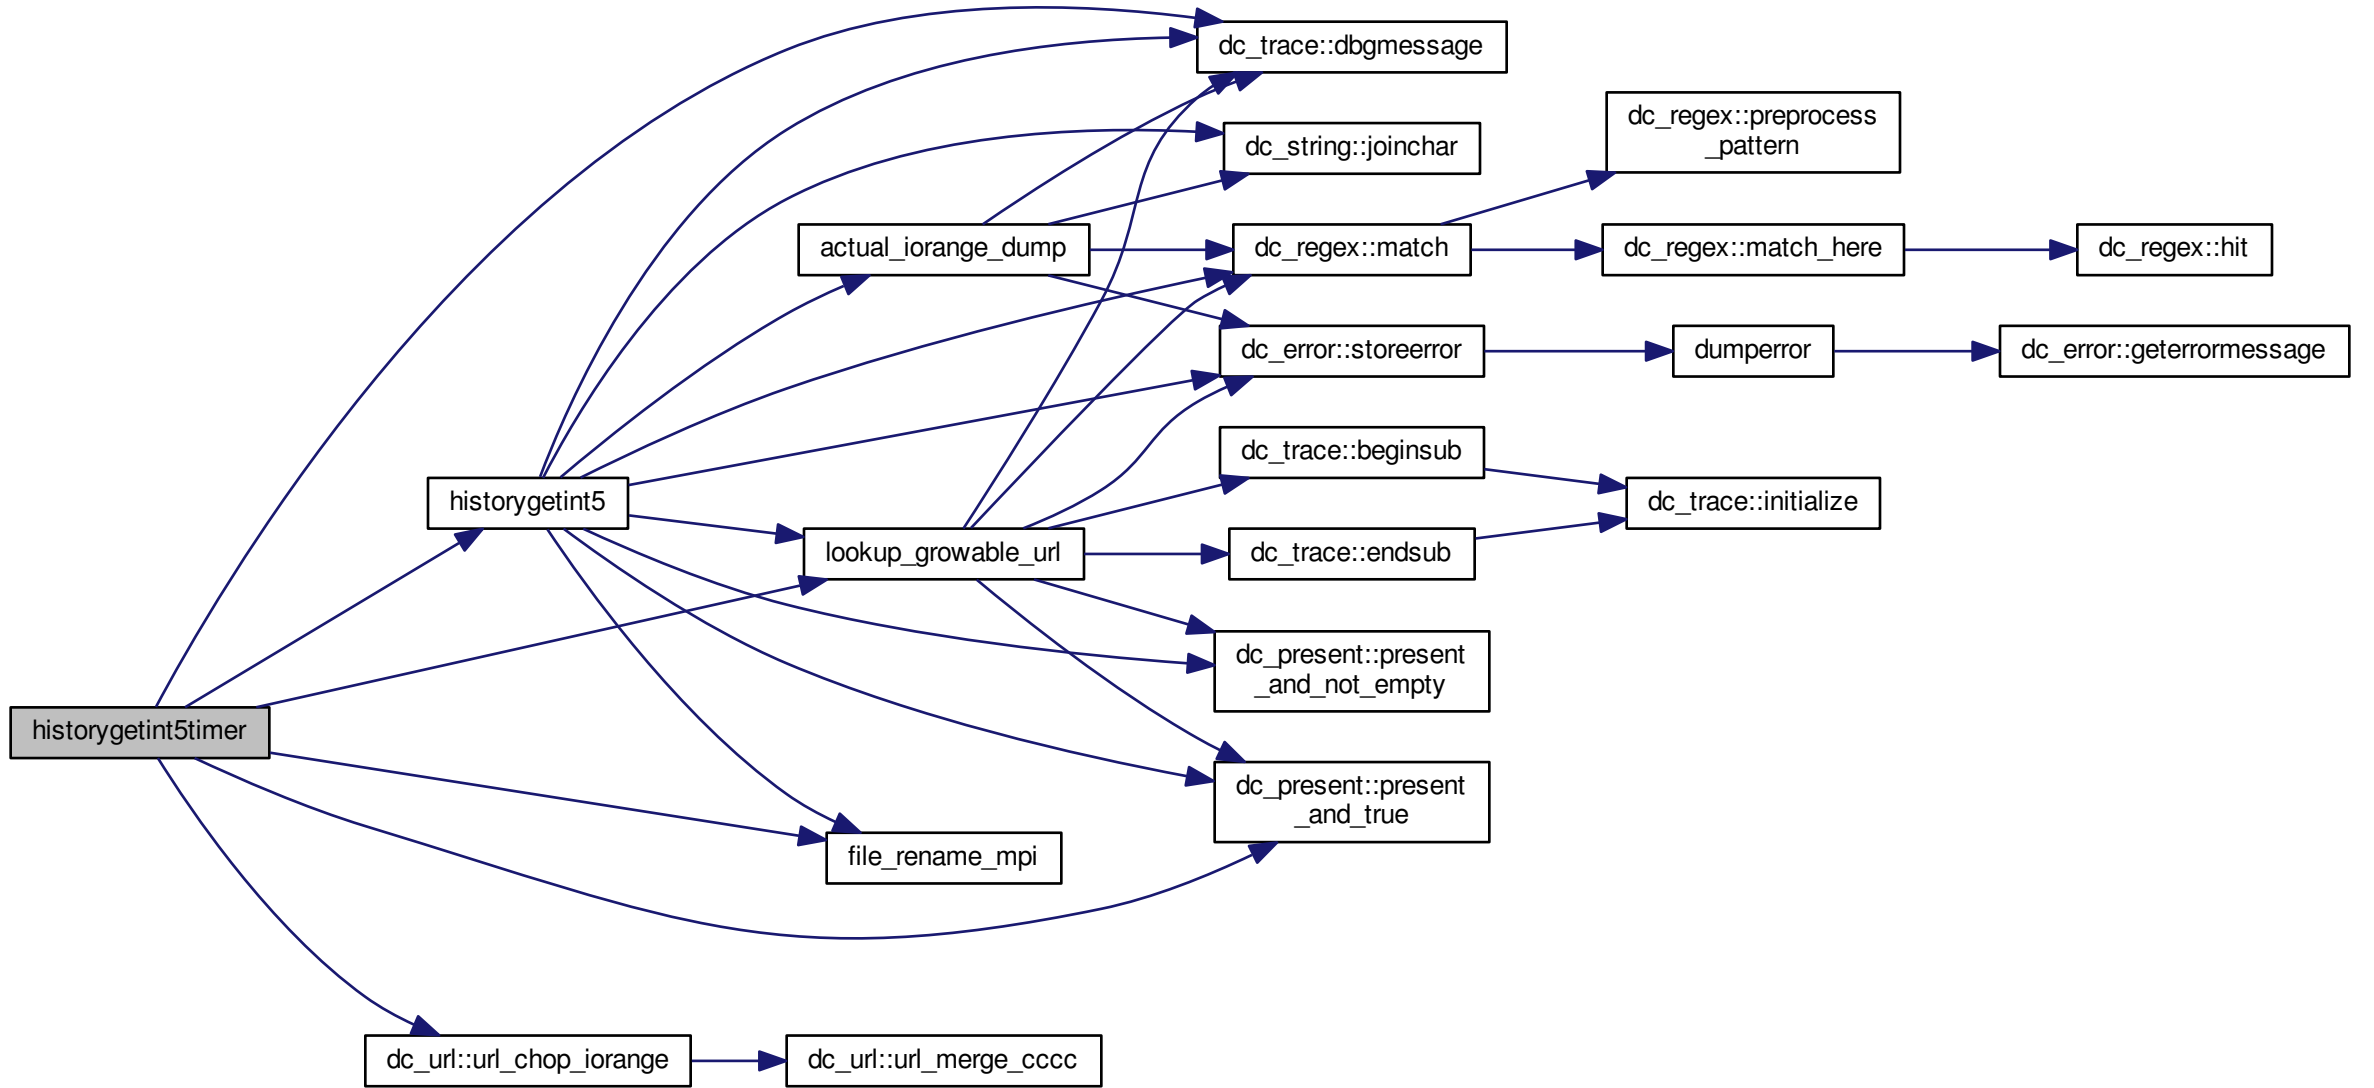 dc_trace::dbgmessage
dc_regex::preprocess
_pattern
dc_string::joinchar
actual_iorange_dump
dc_regex::match
dc_regex::match_here
dc_regex::hit
dc_error::storeerror
dumperror
dc_error::geterrormessage
dc_trace::beginsub
historygetint5
dc_trace::initialize
lookup_growable_url
dc_trace::endsub
dc_present::present
_and_not_empty
historygetint5timer
dc_present::present
_and_true
file_rename_mpi
dc_url::url_chop_iorange
dc_url::url_merge_cccc